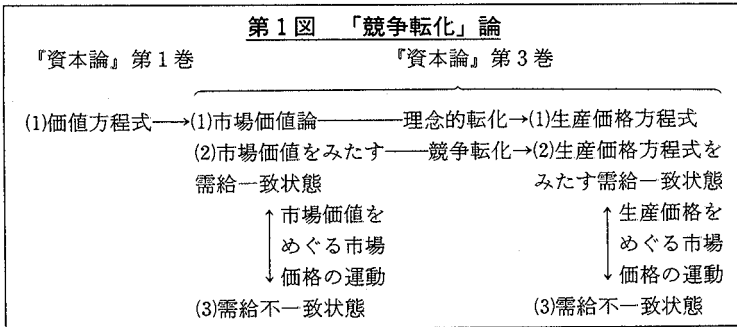 第1図 「競争転化」論
『資本論』第1巻 『資本論』第3巻
(1)価値方程式→(1)市場価値論―理念的転化→(1)生産価格方程式
(2)市場価値をみたす―競争転化→(2)生産価格方程式を
需給一致状態 みたす需給一致状態
市場価値を 生産価格を
めぐる市場 めぐる市場
価格の運動 価格の運動
(3)需給不一致状態 (3)需給不一致状態